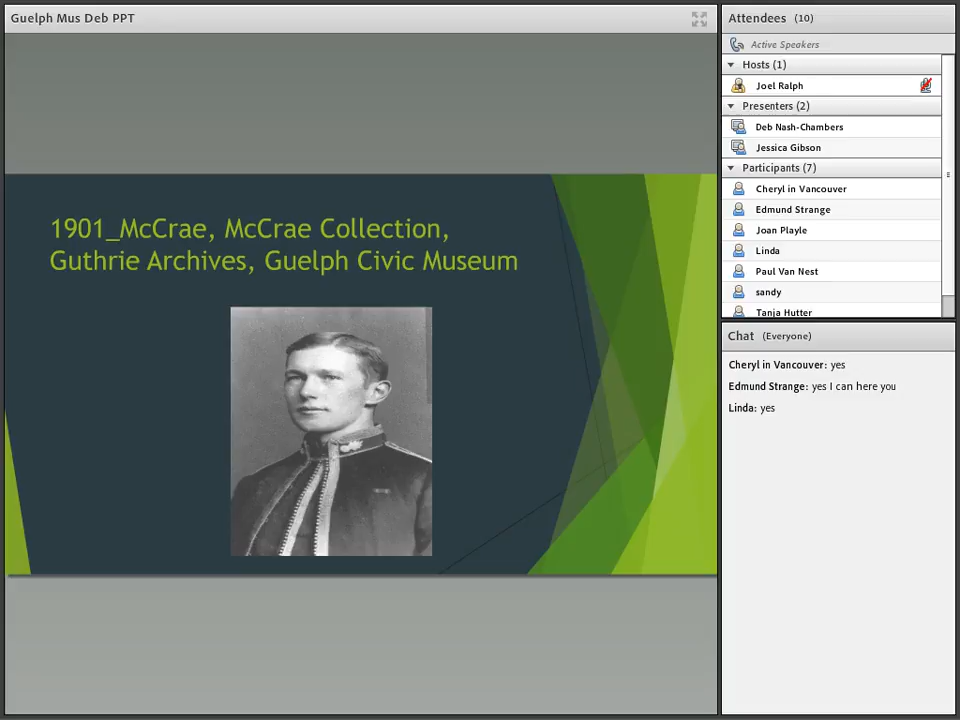 Guelph Mus Deb PPT
1901_McCrae, McCrae Collection,
Guthrie Archives, Guelph Civic Museum
Attendees (10)
Active Speakers
Hosts (1)
Joel Ralph
Presenters (2)
Deb Nash-Chambers
Jessica Gibson
Participants (7)
Cheryl in Vancouver
Edmund Strange
Joan Playle
Linda
Paul Van Nest
sandy
Tanja Hutter
Chat (Everyone)
Cheryl in Vancouver: yes
Edmund Strange: yes I can here you
Linda: yes